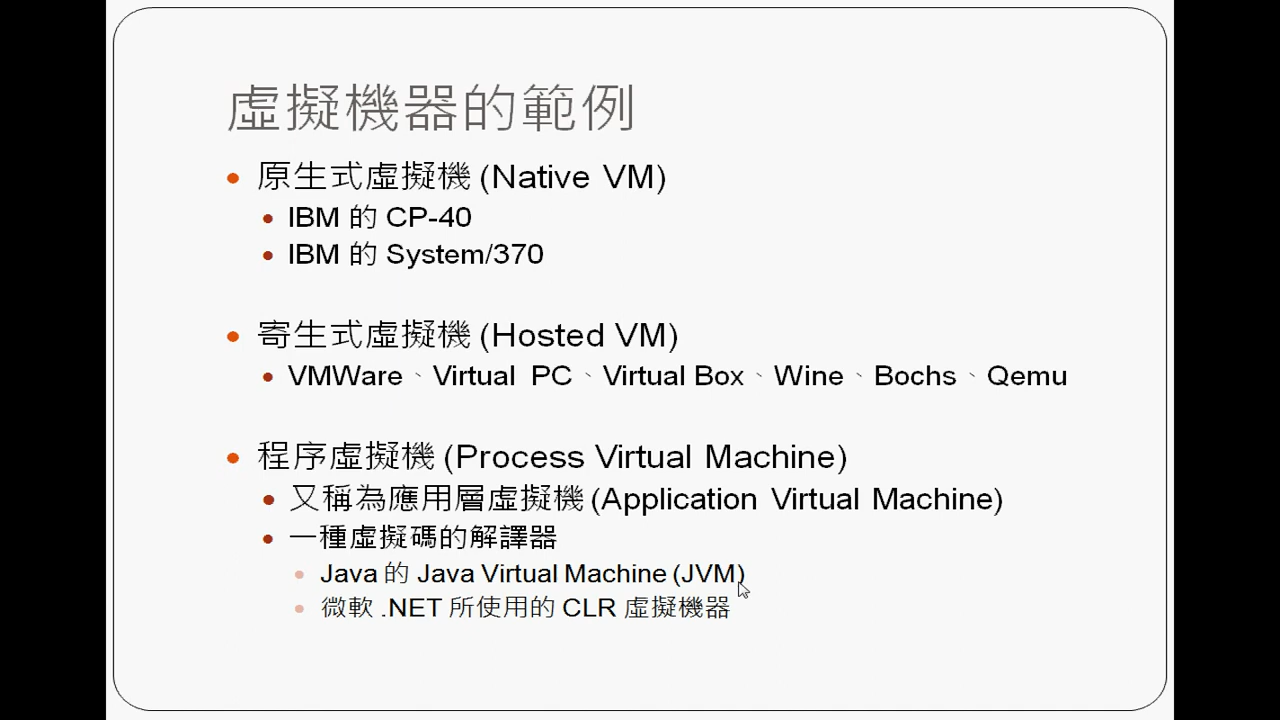 虛擬機器的範例
原生式虛擬機 (Native VM)
IBM 的 CP-40
IBM 的 System/370
寄生式虛擬機 (Hosted VM)
VMWare、Virtual PC、Virtual Box、Wine、Bochs、Qemu
程序虛擬機 (Process Virtual Machine)
又稱為應用層虛擬機 (Application Virtual Machine)
一種虛擬碼的解譯器
Java 的 Java Virtual Machine (JVM)
微軟 .NET 所使用的 CLR 虛擬機器